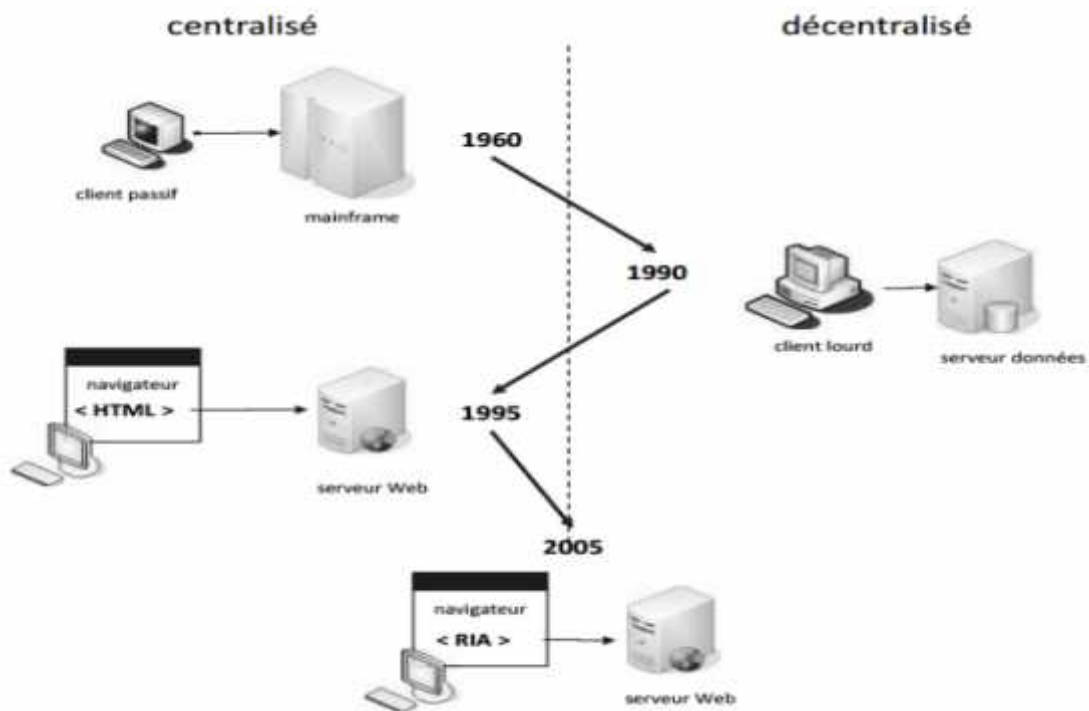 centralisé
décentralisé
1960
client passif
mainframe
1990
client lourd
serveur données
navigateur
< HTML >
1995
serveur Web
2005
navigateur
< RIA >
serveur Web